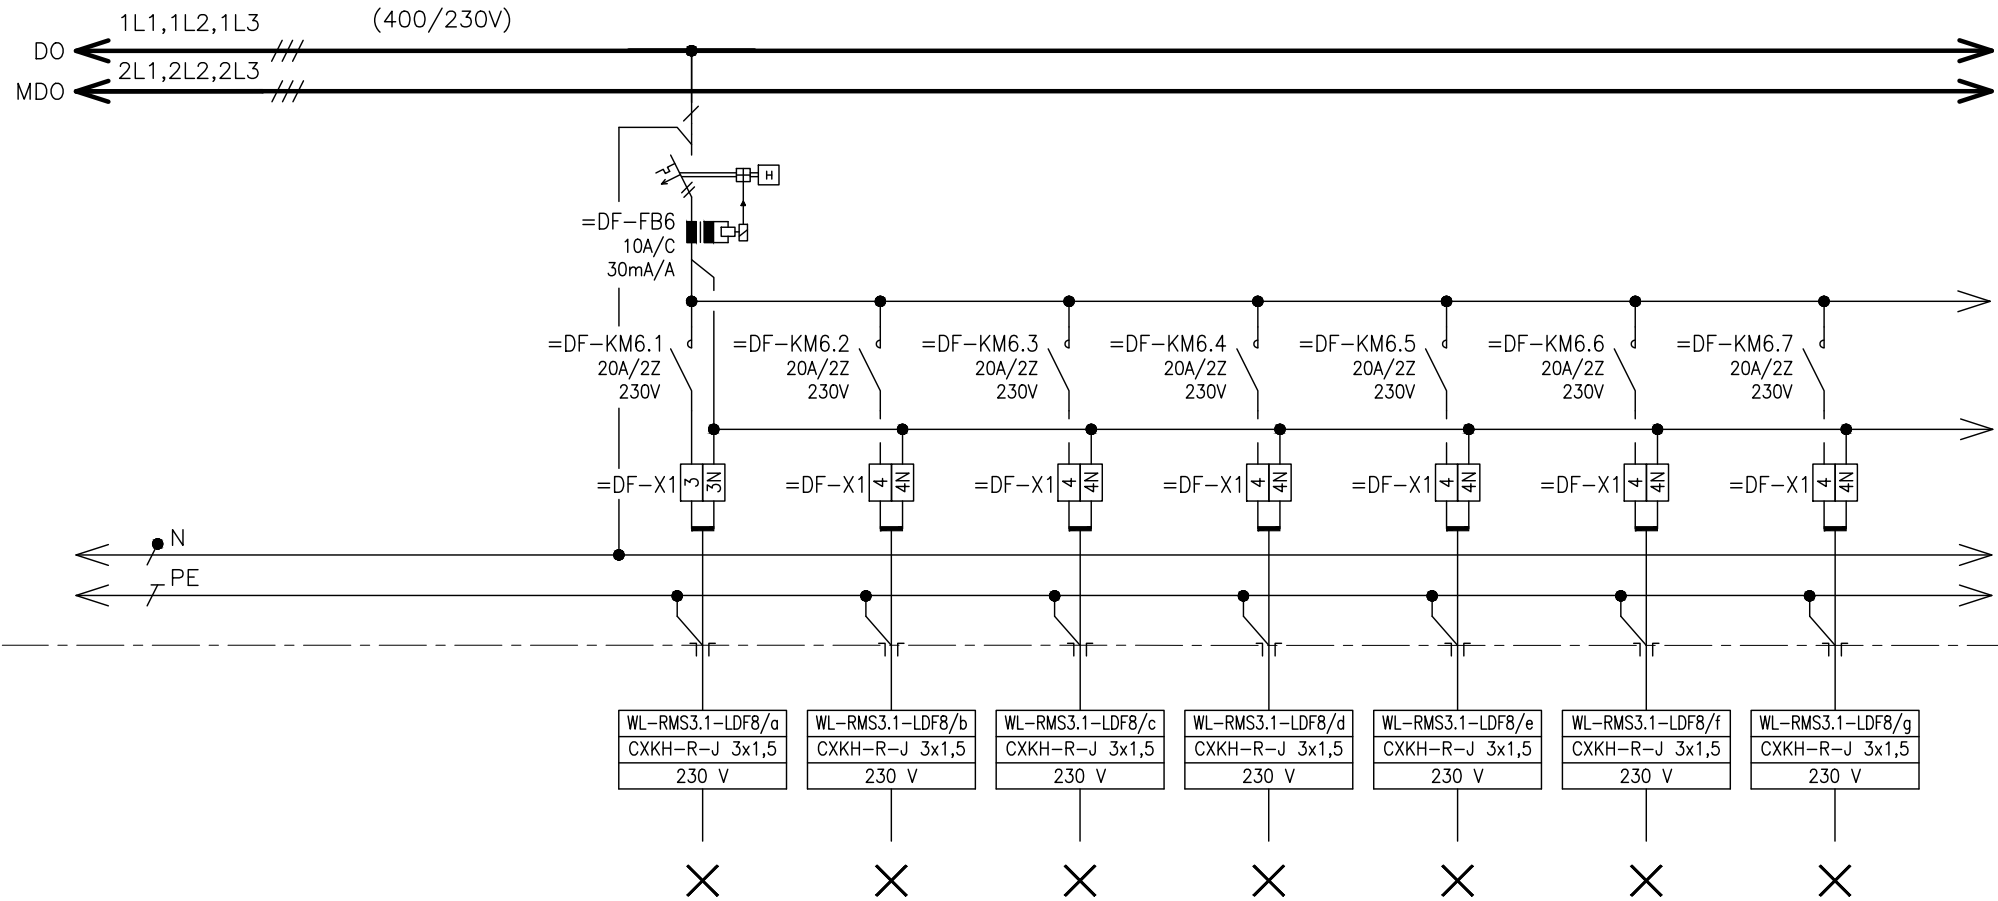 1L1,1L2,1L3 (400/230V)
DO
2L1,2L2,2L3
MDO
H
=DF-FB6
10A/C
30mA/A
=DF-KM6.1
20A/2Z
230V
=DF-KM6.2
20A/2Z
230V
=DF-KM6.3
20A/2Z
230V
=DF-KM6.4
20A/2Z
230V
=DF-KM6.5
20A/2Z
230V
=DF-KM6.6
20A/2Z
230V
=DF-KM6.7
20A/2Z
230V
=DF-X1 3 3N
=DF-X1 4 4N
=DF-X1 4 4N
=DF-X1 4 4N
=DF-X1 4 4N
=DF-X1 4 4N
=DF-X1 4 4N
N
PE
WL-RMS3.1-LDF8/a
CXKH-R-J 3x1,5
230 V
WL-RMS3.1-LDF8/b
CXKH-R-J 3x1,5
230 V
WL-RMS3.1-LDF8/c
CXKH-R-J 3x1,5
230 V
WL-RMS3.1-LDF8/d
CXKH-R-J 3x1,5
230 V
WL-RMS3.1-LDF8/e
CXKH-R-J 3x1,5
230 V
WL-RMS3.1-LDF8/f
CXKH-R-J 3x1,5
230 V
WL-RMS3.1-LDF8/g
CXKH-R-J 3x1,5
230 V